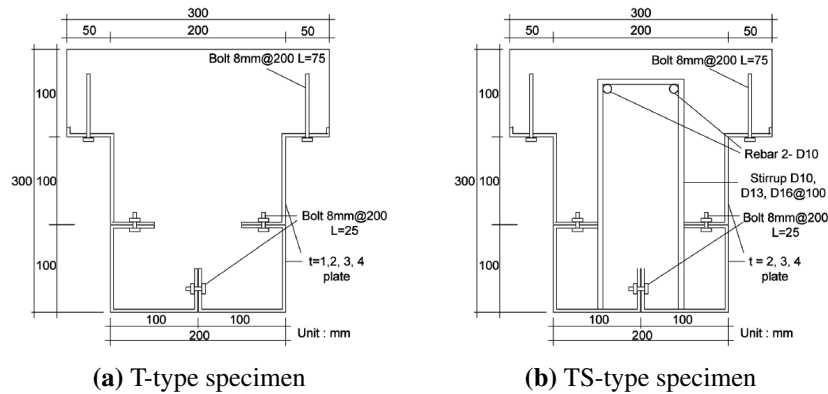 300
50 200 50
Bolt 8mm@200 L=75
100
300 100
100
Bolt 8mm@200
L=25
t=1,2, 3, 4
plate
100 100
200
Unit : mm
(a) T-type specimen
300
50 200 50
Bolt 8mm@200 L=75
100
300 100
100
Rebar 2- D10
Stirrup D10,
D13, D16@100
Bolt 8mm@200
L=25
t = 2, 3, 4
plate
100 100
200
Unit : mm
(b) TS-type specimen